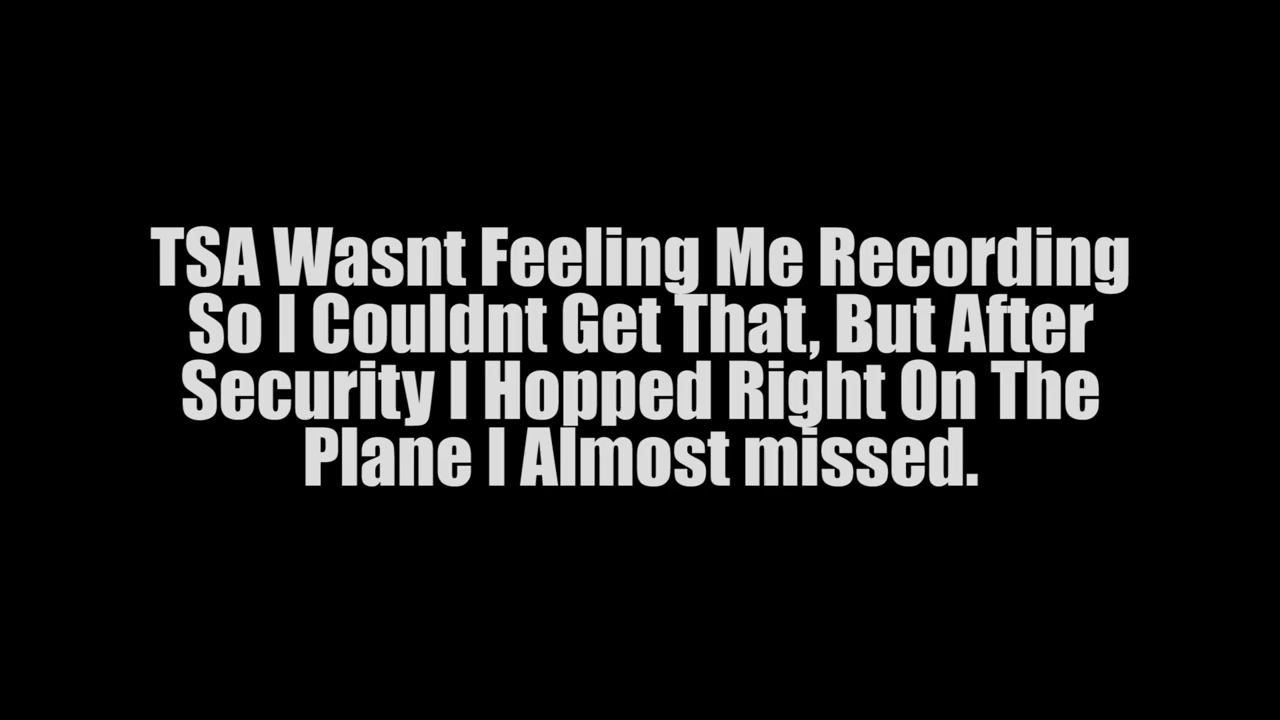 TSA Wasnt Feeling Me Recording
So I Couldnt Get That, But After
Security I Hopped Right On The
Plane I Almost missed.